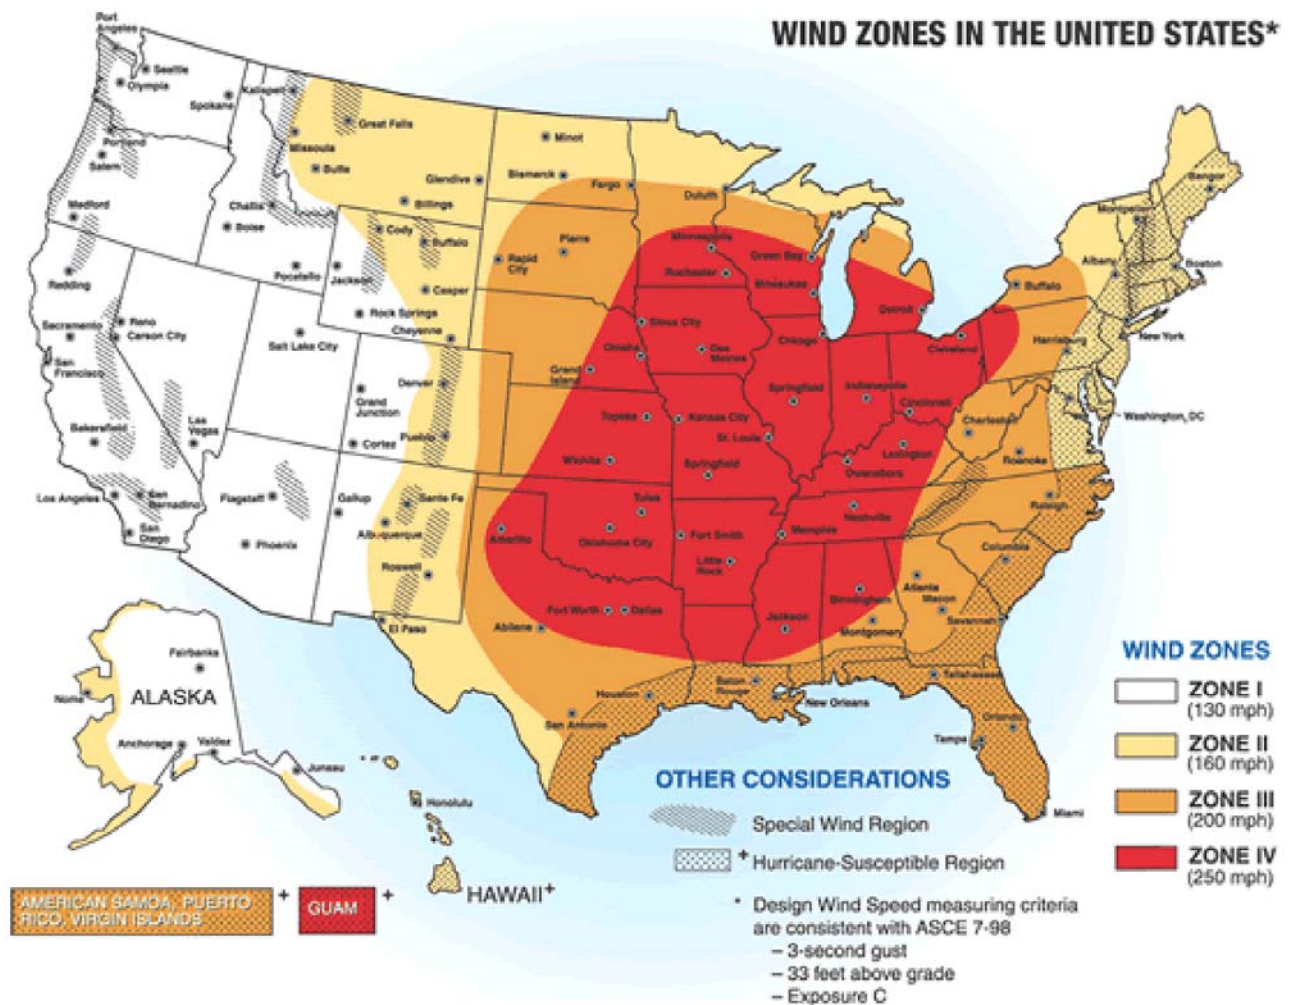 WIND ZONES IN THE UNITED STATES*
Port
Angeles
Seattle
Olympia
Spokane
Kalispell
Great Falls
Missoula
Butte
Glendive
Billings
Minot
Bismarck
Fargo
Duluth
Portland
Salem
Medford
Challis
Boise
Pocatello
Cody
Buffalo
Jackson
Casper
Rock Springs
Cheyenne
Rapid
City
Pierre
Minneapolis
Rochester
Green Bay
Milwaukee
Detroit
Buffalo
Albany
Montpelier
Bangor
Boston
New York
Harrisburg
Washington, DC
Redding
Sacramento
Reno
Carson City
San
Francisco
Salt Lake City
Grand
Junction
Denver
Pueblo
Cortez
Sioux City
Omaha
Des
Moines
Grand
Island
Chicago
Cleveland
Springfield
Indianapolis
Cincinnati
Charleston
Roanoke
Raleigh
Topeka
Kansas City
St. Louis
Lexington
Owensboro
Wichita
Springfield
Bakersfield
Las
Vegas
Los Angeles
San
Bernadino
San
Diego
Flagstaff
Phoenix
Gallup
Sante Fe
Albuquerque
Roswell
El Paso
Amarillo
Tulsa
Oklahoma City
Fort Smith
Little
Rock
Memphis
Nashville
Fort Worth
Dallas
Abilene
Jackson
Birmingham
Montgomery
Atlanta
Macon
Columbia
Savannah
Houston
San Antonio
Baton
Rouge
New Orleans
Tallahassee
Orlando
Tampa
Miami
Fairbanks
ALASKA
Nome
Anchorage
Valdez
Juneau
Honolulu
HAWAII+
AMERICAN SAMOA, PUERTO
RICO, VIRGIN ISLANDS
+
GUAM
+
OTHER CONSIDERATIONS
Special Wind Region
+ Hurricane-Susceptible Region
* Design Wind Speed measuring criteria
are consistent with ASCE 7-98
– 3-second gust
– 33 feet above grade
– Exposure C
WIND ZONES
ZONE I
(130 mph)
ZONE II
(160 mph)
ZONE III
(200 mph)
ZONE IV
(250 mph)